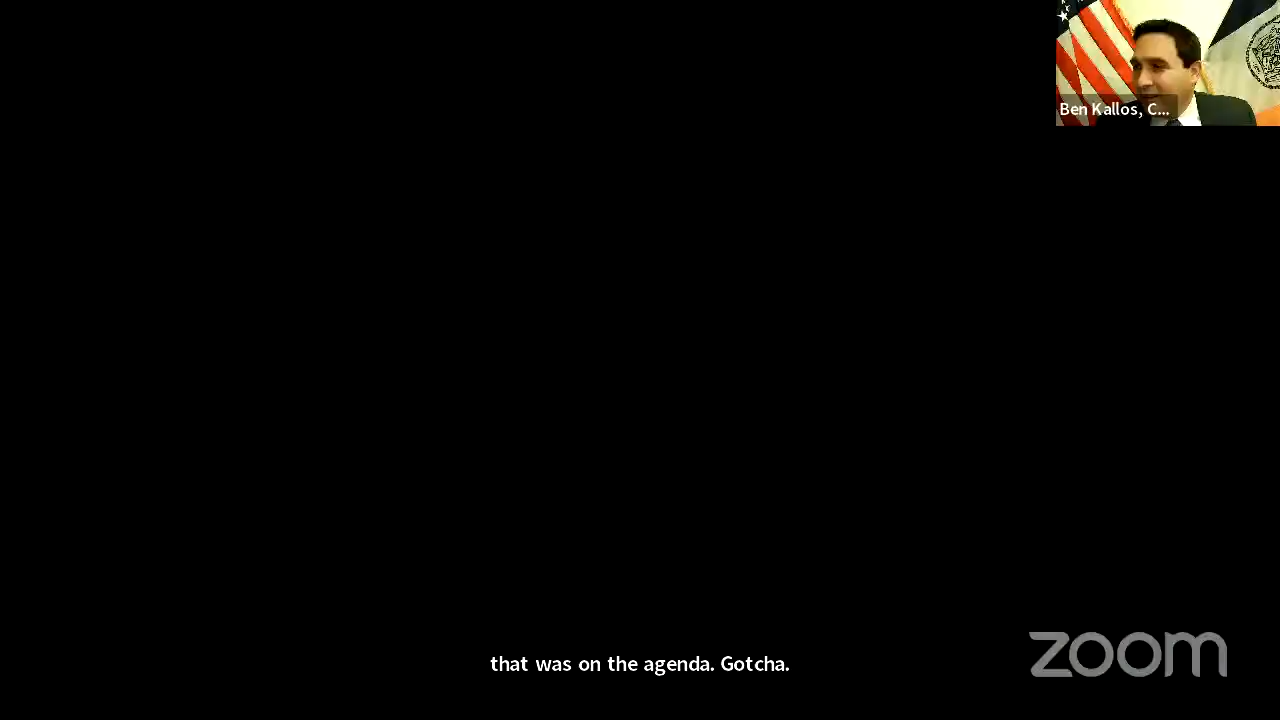 Ben Kallos, C...
that was on the agenda. Gotcha.
zoom